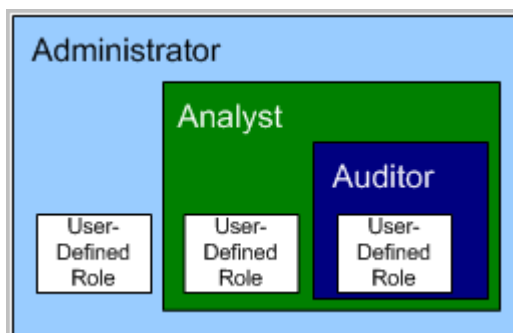 Administrator
Analyst
Auditor
User-
Defined
Role
User-
Defined
Role
User-
Defined
Role